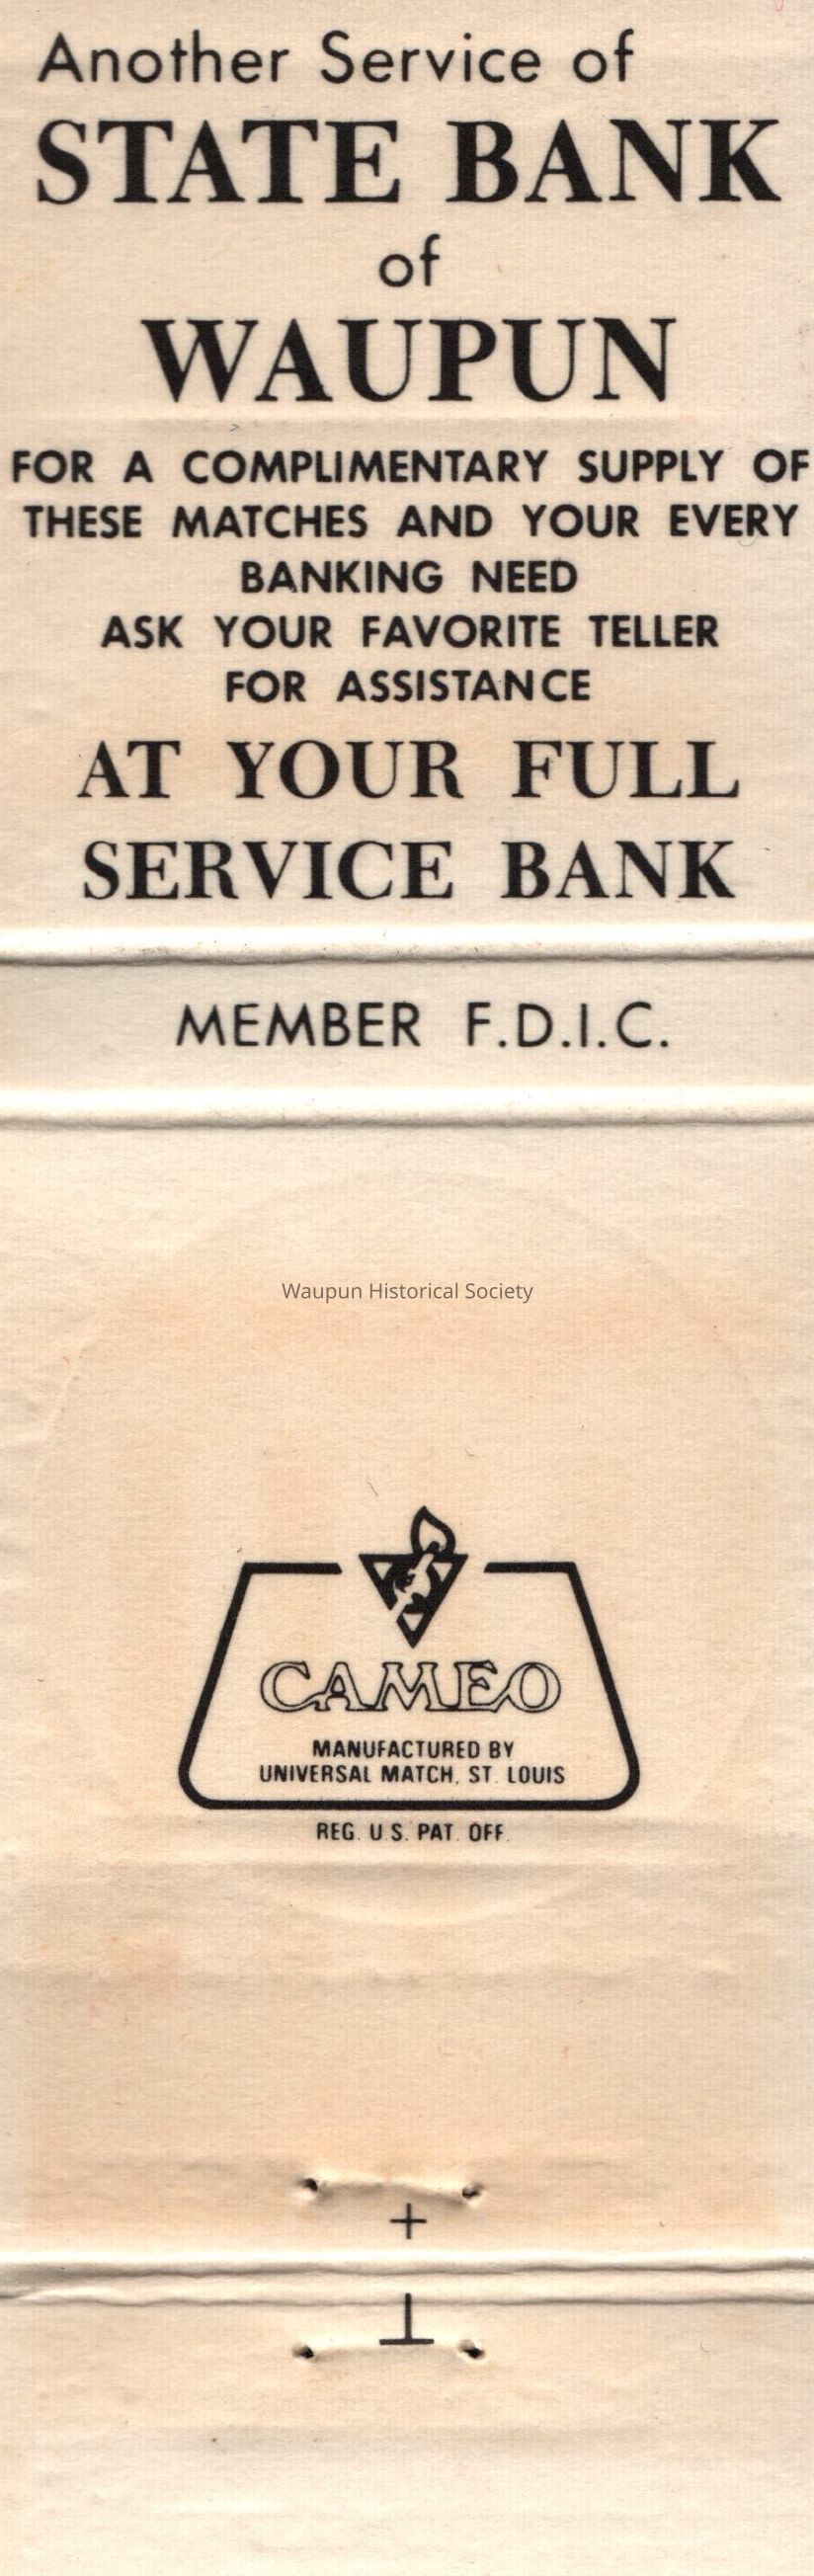 Another Service of
STATE BANK
of
WAUPUN
FOR A COMPLIMENTARY SUPPLY OF
THESE MATCHES AND YOUR EVERY
BANKING NEED
ASK YOUR FAVORITE TELLER
FOR ASSISTANCE
AT YOUR FULL
SERVICE BANK
MEMBER F.D.I.C.
Waupun Historical Society
CAMEO
MANUFACTURED BY
UNIVERSAL MATCH, ST. LOUIS
REG. U.S. PAT. OFF.